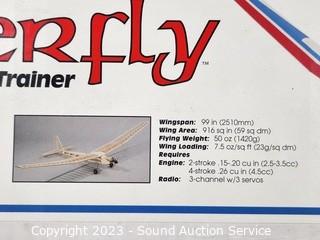 erfly™
Trainer
Wingspan: 99 in (2510mm)
Wing Area: 916 sq in (59 sq dm)
Flying Weight: 50 oz (1420g)
Wing Loading: 7.5 oz/sq ft (23g/sq dm)
Requires
Engine: 2-stroke .15-.20 cu in (2.5-3.5cc)
4-stroke .26 cu in (4.5cc)
Radio: 3-channel w/3 servos
Copyright 2023 - Sound Auction Service